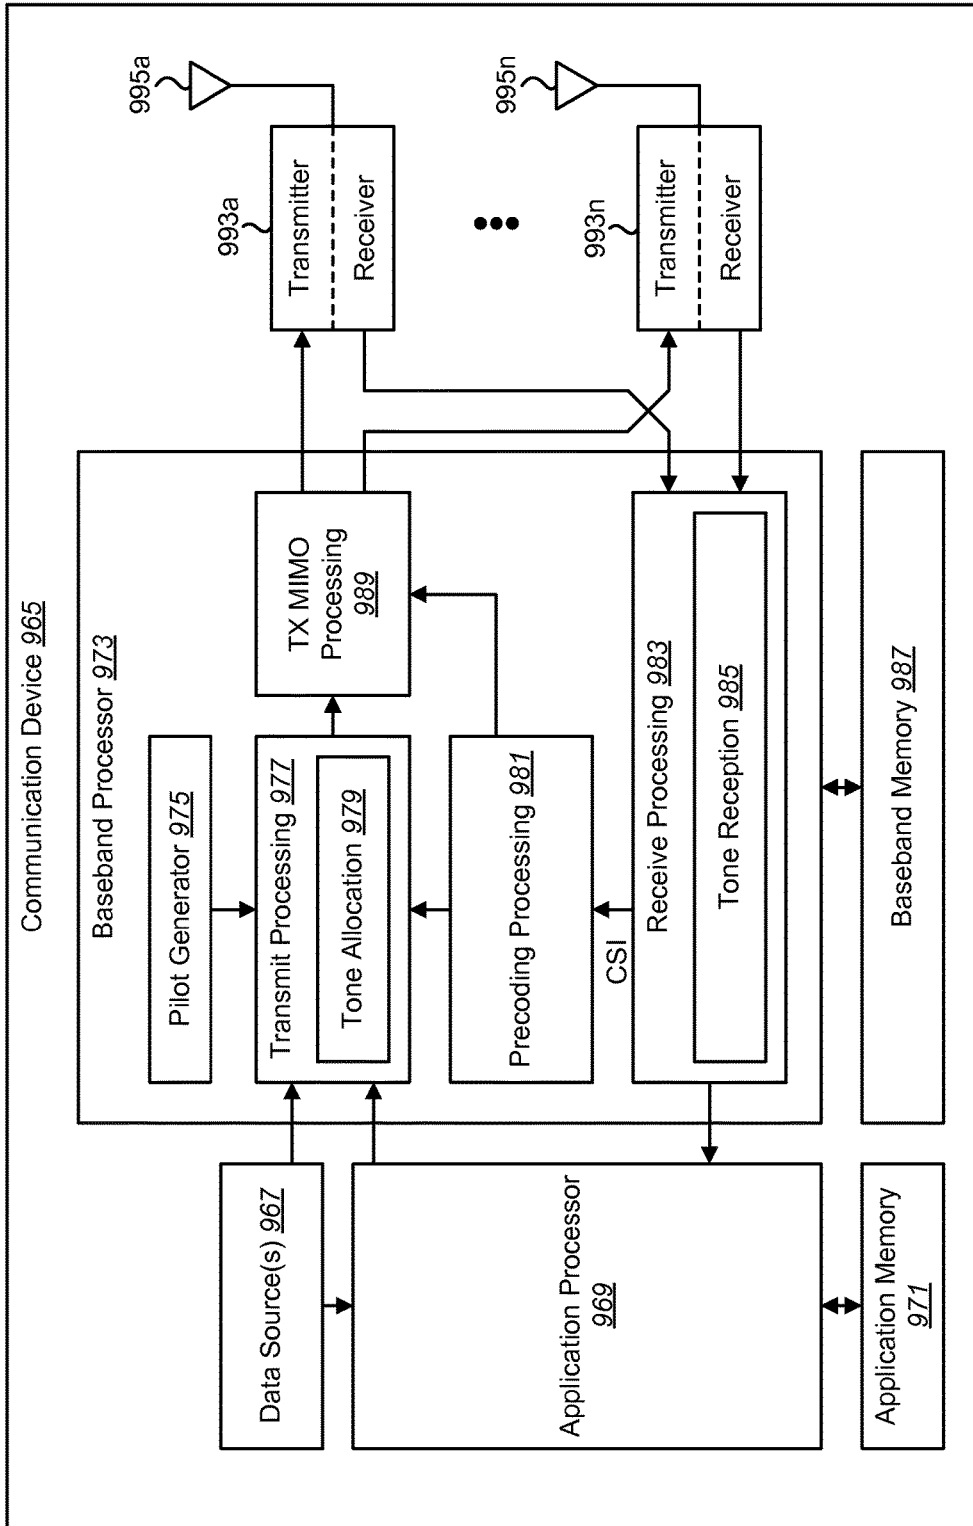 Communication Device 965
Baseband Processor 973
Pilot Generator 975
Data Source(s) 967
Transmit Processing 977
Tone Allocation 979
TX MIMO
Processing
989
993a
Transmitter
Receiver
995a
Application Processor
969
Precoding Processing 981
CSI
Receive Processing 983
Tone Reception 985
993n
Transmitter
Receiver
995n
Application Memory
971
Baseband Memory 987